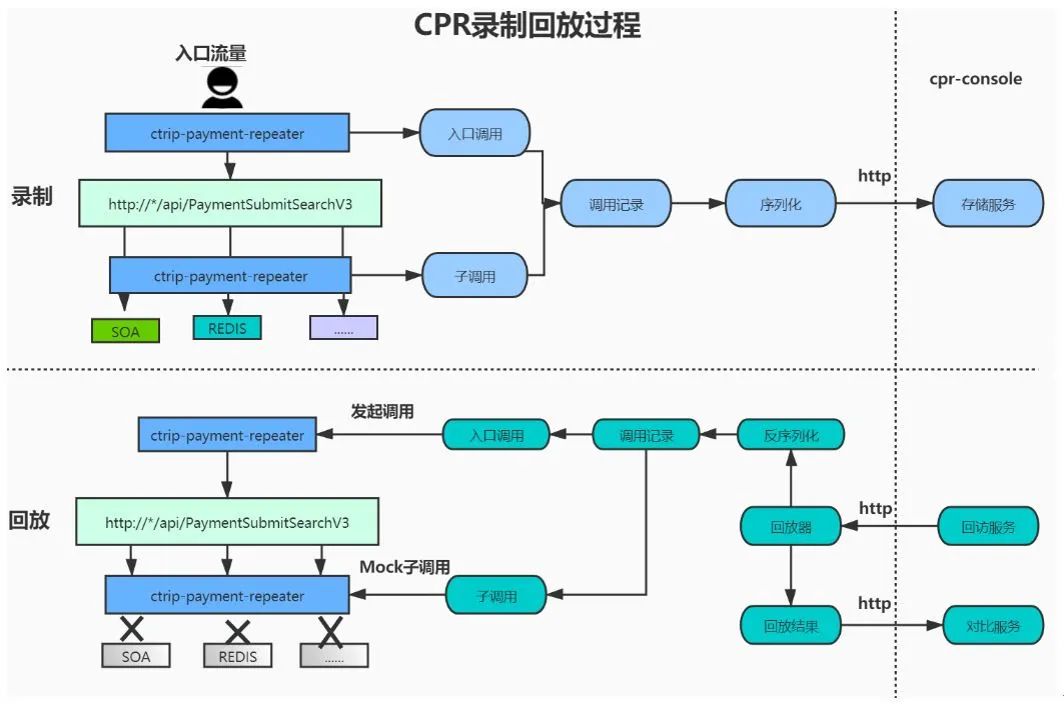 CPR录制回放过程
入口流量
cpr-console
ctrip-payment-repeater
入口调用
录制
http://*/api/PaymentSubmitSearchV3
调用记录
序列化
http
存储服务
ctrip-payment-repeater
子调用
SOA
REDIS
......
发起调用
ctrip-payment-repeater
入口调用
调用记录
反序列化
回放
http://*/api/PaymentSubmitSearchV3
回放器
http
回访服务
Mock子调用
ctrip-payment-repeater
子调用
回放结果
http
对比服务
SOA
REDIS
......